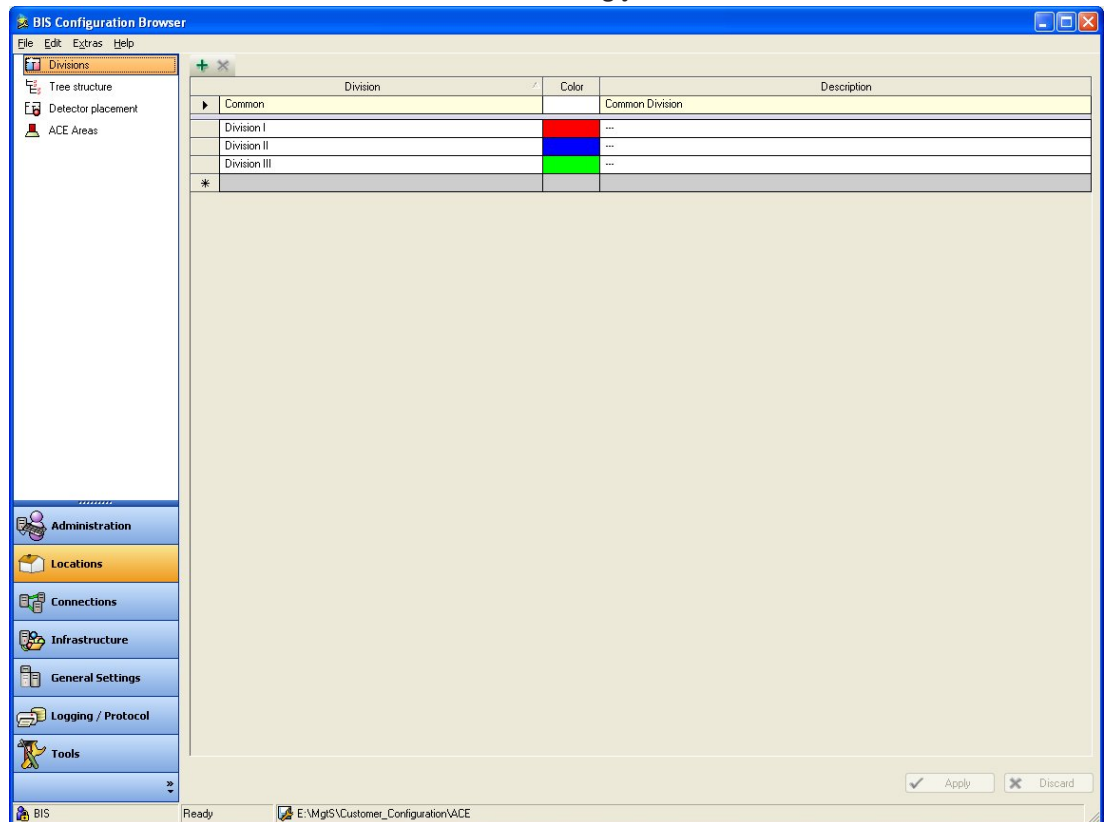 BIS Configuration Browser
File Edit Extras Help
Divisions
Tree structure
Detector placement
ACE Areas
Division Color Description
Common Common Division
Division I ---
Division II ---
Division III ---
Administration
Locations
Connections
Infrastructure
General Settings
Logging / Protocol
Tools
Apply Discard
BIS Ready E:\MgtS\Customer_Configuration\ACE